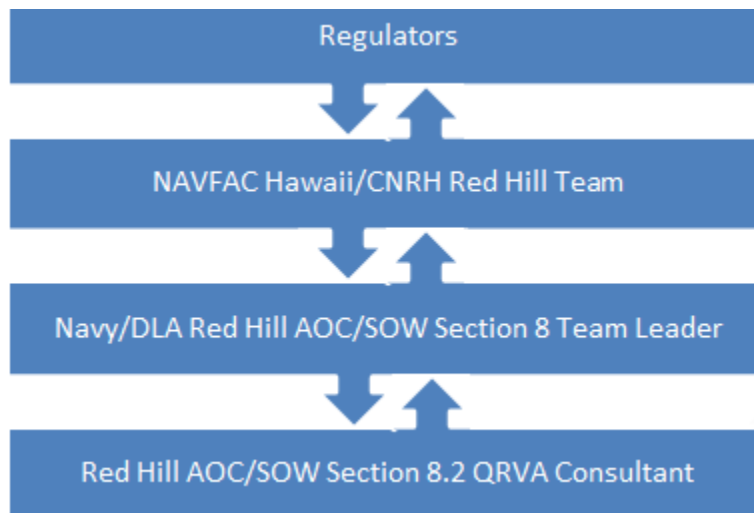 Regulators
NAVFAC Hawaii/CNRH Red Hill Team
Navy/DLA Red Hill AOC/SOW Section 8 Team Leader
Red Hill AOC/SOW Section 8.2 QRVA Consultant